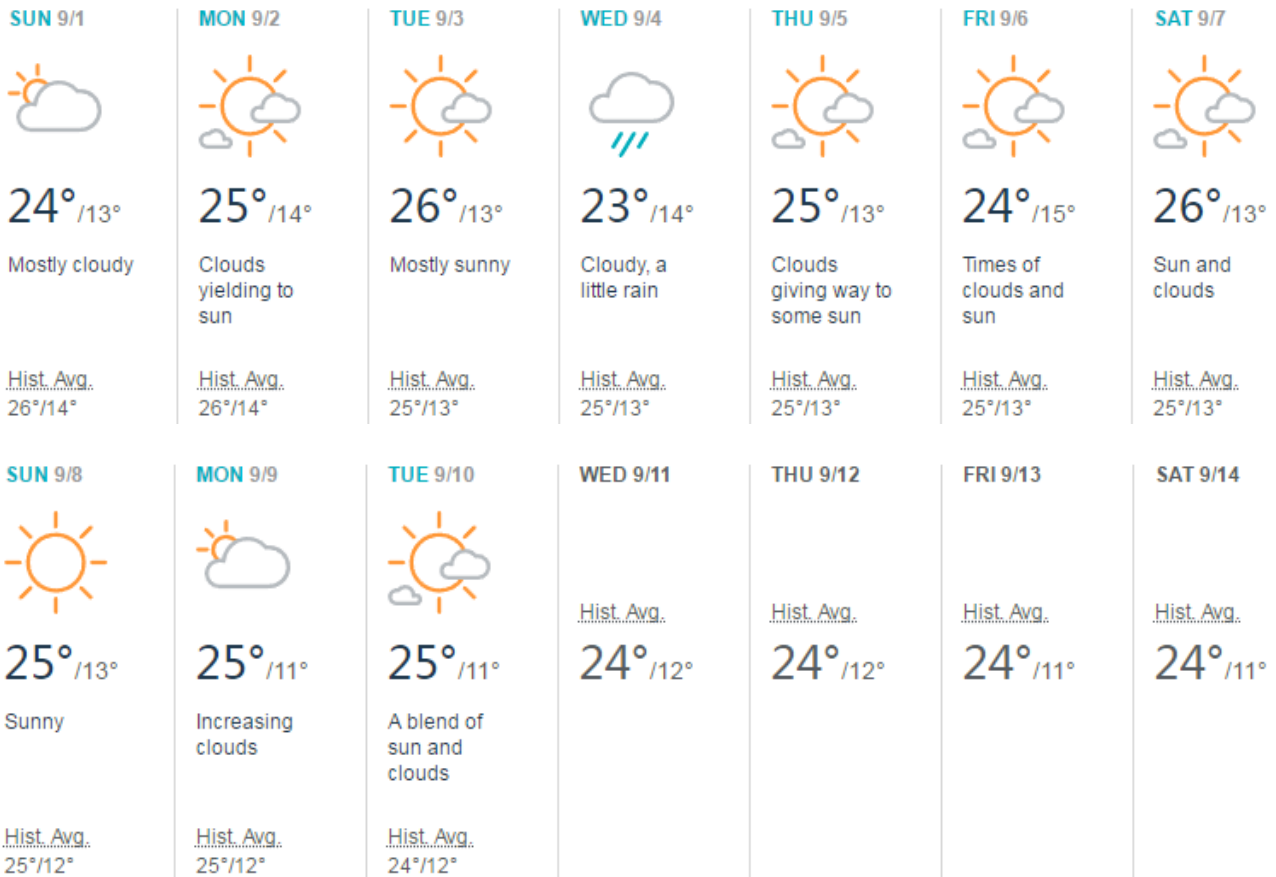 SUN 9/1
24°/13°
Mostly cloudy
Hist. Avg.
26°/14°
MON 9/2
25°/14°
Clouds
yielding to
sun
Hist. Avg.
26°/14°
TUE 9/3
26°/13°
Mostly sunny
Hist. Avg.
25°/13°
WED 9/4
23°/14°
Cloudy, a
little rain
Hist. Avg.
25°/13°
THU 9/5
25°/13°
Clouds
giving way to
some sun
Hist. Avg.
25°/13°
FRI 9/6
24°/15°
Times of
clouds and
sun
Hist. Avg.
25°/13°
SAT 9/7
26°/13°
Sun and
clouds
Hist. Avg.
25°/13°
SUN 9/8
25°/13°
Sunny
Hist. Avg.
25°/12°
MON 9/9
25°/11°
Increasing
clouds
Hist. Avg.
25°/12°
TUE 9/10
25°/11°
A blend of
sun and
clouds
Hist. Avg.
24°/12°
WED 9/11
Hist. Avg.
24°/12°
THU 9/12
Hist. Avg.
24°/12°
FRI 9/13
Hist. Avg.
24°/11°
SAT 9/14
Hist. Avg.
24°/11°